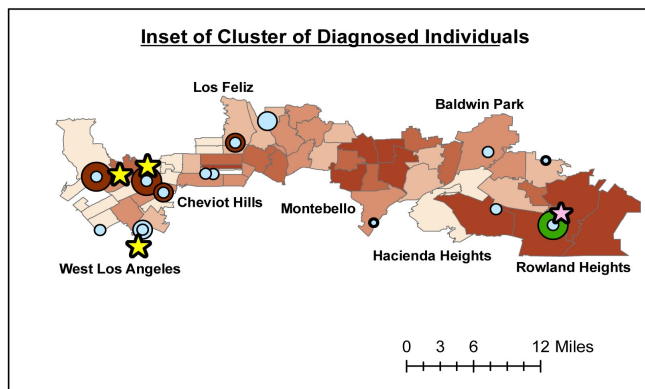 Inset of Cluster of Diagnosed Individuals
Los Feliz
Baldwin Park
Cheviot Hills
Montebello
West Los Angeles
Hacienda Heights
Rowland Heights
0 3 6 12 Miles